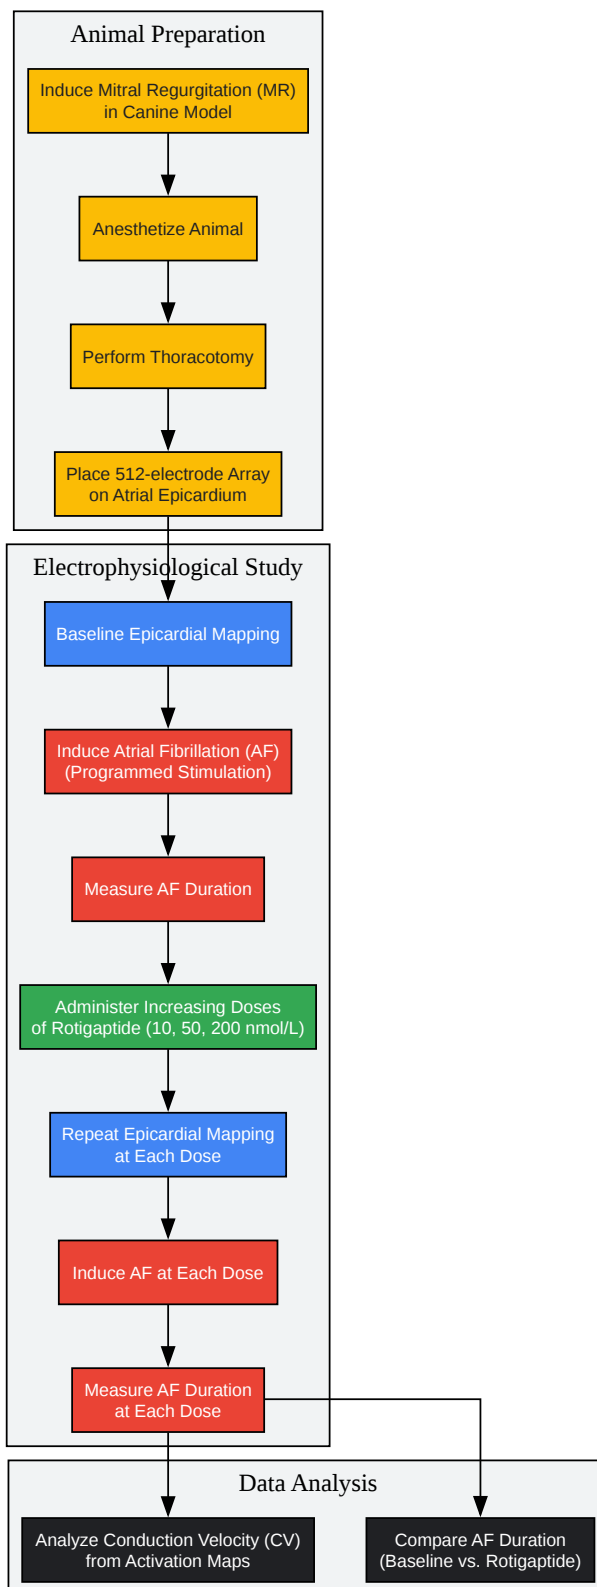 Animal Preparation
Induce Mitral Regurgitation (MR)
in Canine Model
Anesthetize Animal
Perform Thoracotomy
Place 512-electrode Array
on Atrial Epicardium
Electrophysiological Study
Baseline Epicardial Mapping
Induce Atrial Fibrillation (AF)
(Programmed Stimulation)
Measure AF Duration
Administer Increasing Doses
of Rotigaptide (10, 50, 200 nmol/L)
Repeat Epicardial Mapping
at Each Dose
Induce AF at Each Dose
Measure AF Duration
at Each Dose
Data Analysis
Analyze Conduction Velocity (CV)
from Activation Maps
Compare AF Duration
(Baseline vs. Rotigaptide)